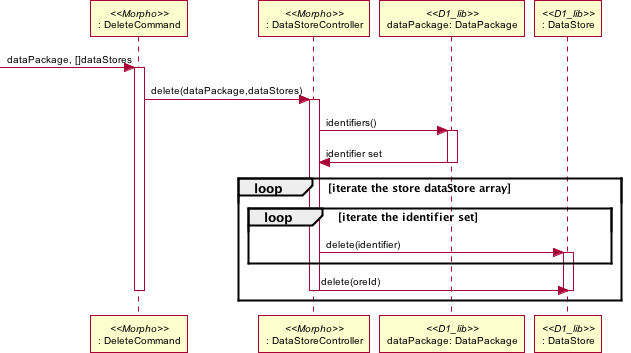 <<Morpho>>
: DeleteCommand
<<Morpho>>
: DataStoreController
<<D1_lib>>
dataPackage: DataPackage
<<D1_lib>>
: DataStore
dataPackage, []dataStores
delete(dataPackage,dataStores)
identifiers()
identifier set
loop [iterate the store dataStore array]
loop [iterate the identifier set]
delete(identifier)
delete(oreId)
<<Morpho>>
: DeleteCommand
<<Morpho>>
: DataStoreController
<<D1_lib>>
dataPackage: DataPackage
<<D1_lib>>
: DataStore